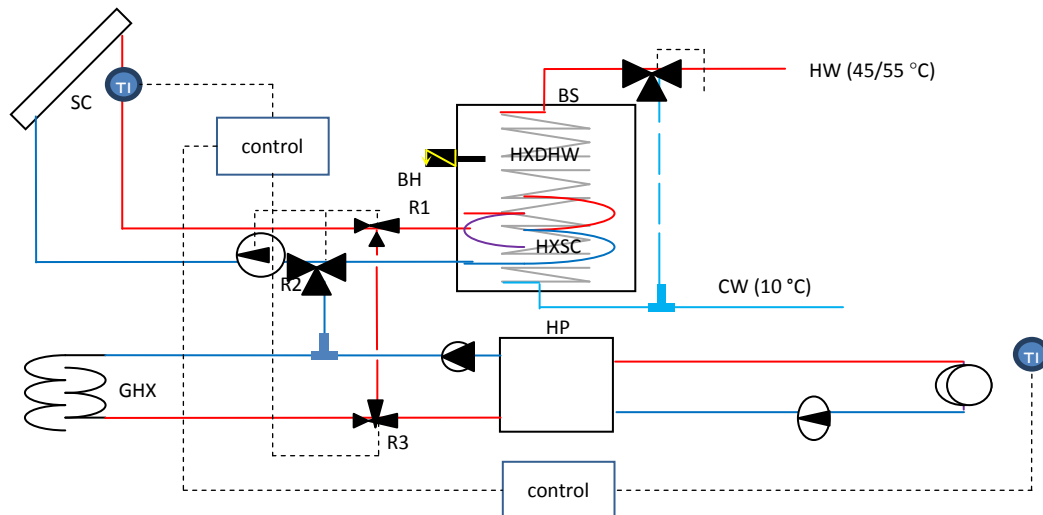 TI
SC
control
HW (45/55 °C)
BS
HXDHW
BH
R1
HXSC
R2
CW (10 °C)
HP
TI
GHX
R3
control